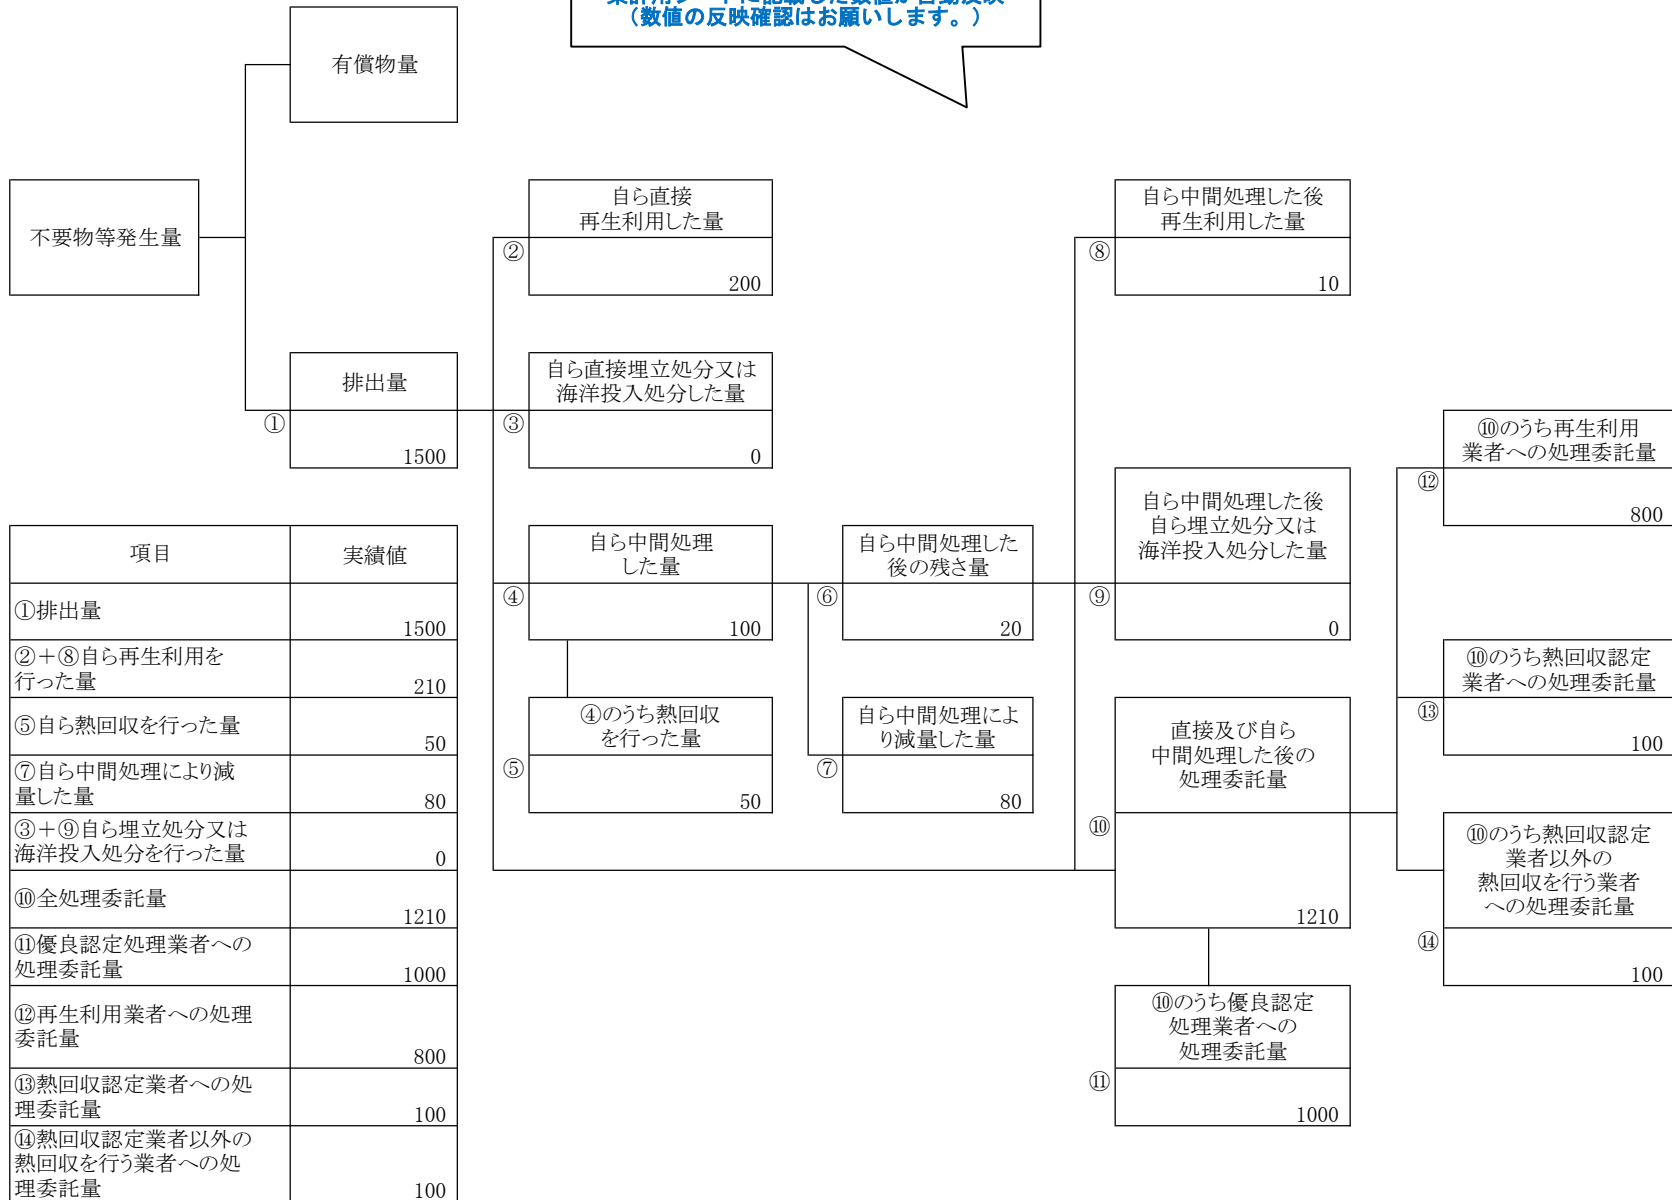 （数値の反映確認はお願いします。）
有償物量
不要物等発生量
自ら直接
再生利用した量
②
200
自ら中間処理した後
再生利用した量
⑧
10
排出量
①
1500
自ら直接埋立処分又は
海洋投入処分した量
③
0
⑩のうち再生利用
業者への処理委託量
⑫
800
自ら中間処理した後
自ら埋立処分又は
海洋投入処分した量
⑨
0
自ら中間処理
した量
④
100
自ら中間処理した
後の残さ量
⑥
20
⑩のうち熱回収認定
業者への処理委託量
⑬
100
④のうち熱回収
を行った量
⑤
50
自ら中間処理によ
り減量した量
⑦
80
直接及び自ら
中間処理した後の
処理委託量
⑩
1210
⑩のうち熱回収認定
業者以外の
熱回収を行う業者
への処理委託量
⑭
100
⑩のうち優良認定
処理業者への
処理委託量
⑪
1000
項目
実績値
①排出量
1500
②＋⑧自ら再生利用を
行った量
210
⑤自ら熱回収を行った量
50
⑦自ら中間処理により減
量した量
80
③＋⑨自ら埋立処分又は
海洋投入処分を行った量
0
⑩全処理委託量
1210
⑪優良認定処理業者への
処理委託量
1000
⑫再生利用業者への処理
委託量
800
⑬熱回収認定業者への処
理委託量
100
⑭熱回収認定業者以外の
熱回収を行う業者への処
理委託量
100